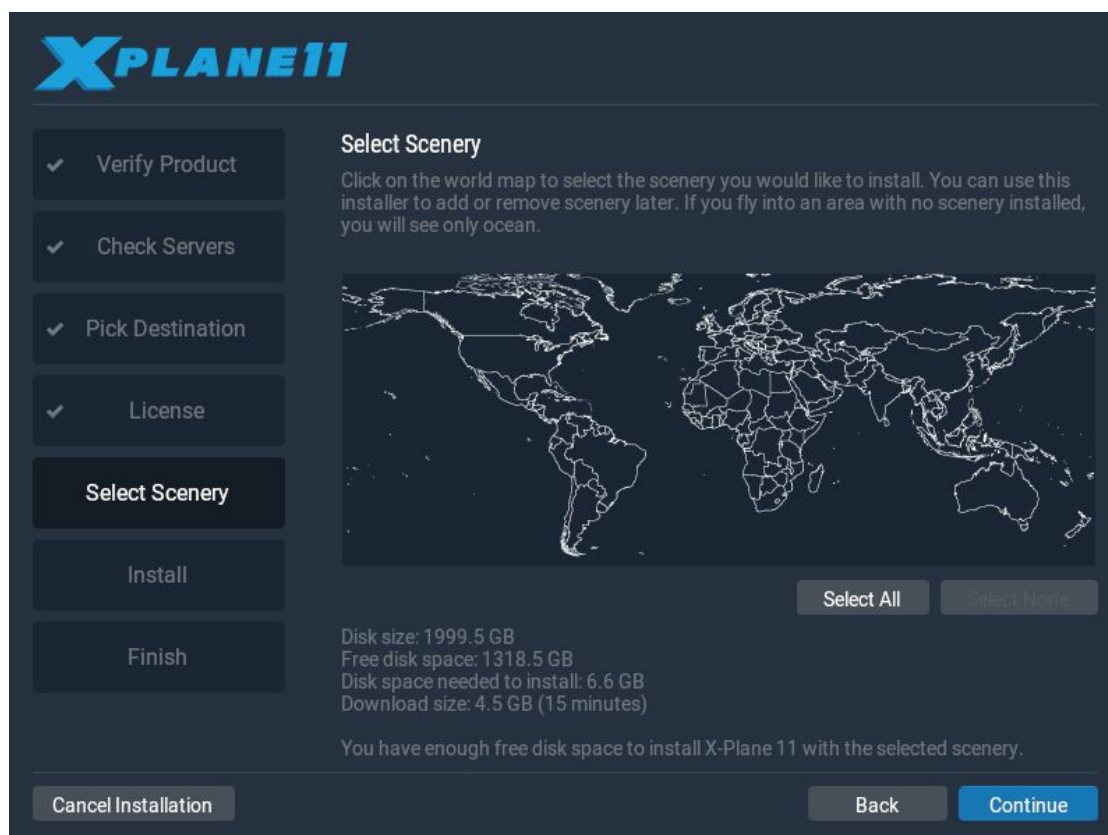 XPLANE11
Verify Product
Check Servers
Pick Destination
License
Select Scenery
Install
Finish
Select Scenery
Click on the world map to select the scenery you would like to install. You can use this
installer to add or remove scenery later. If you fly into an area with no scenery installed,
you will see only ocean.
Select All
Select None
Disk size: 1999.5 GB
Free disk space: 1318.5 GB
Disk space needed to install: 6.6 GB
Download size: 4.5 GB (15 minutes)
You have enough free disk space to install X-Plane 11 with the selected scenery.
Cancel Installation
Back
Continue